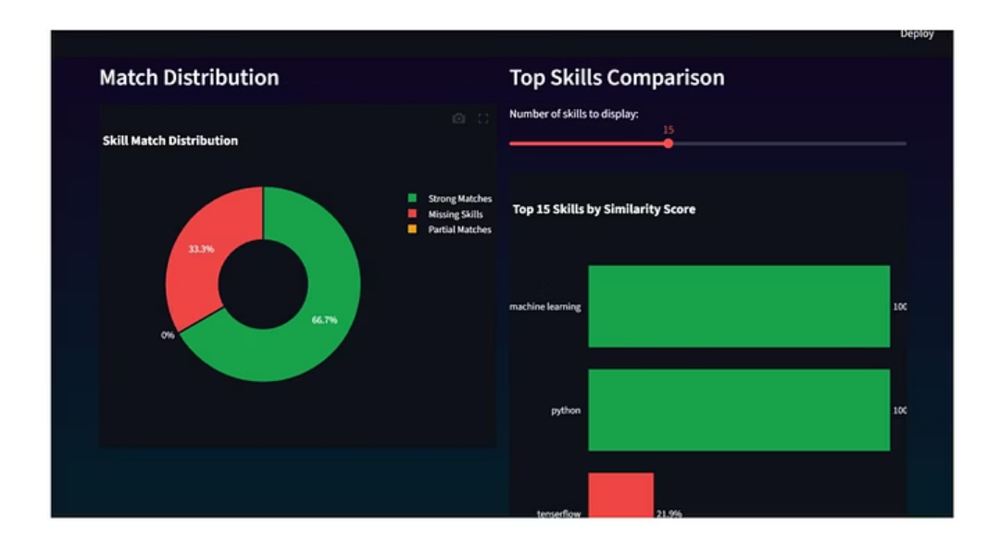 Deploy
Match Distribution
Skill Match Distribution
Strong Matches
Missing Skills
Partial Matches
33.3%
66.7%
0%
Top Skills Comparison
Number of skills to display:
15
Top 15 Skills by Similarity Score
machine learning
100
python
100
tenserflow
21.9%